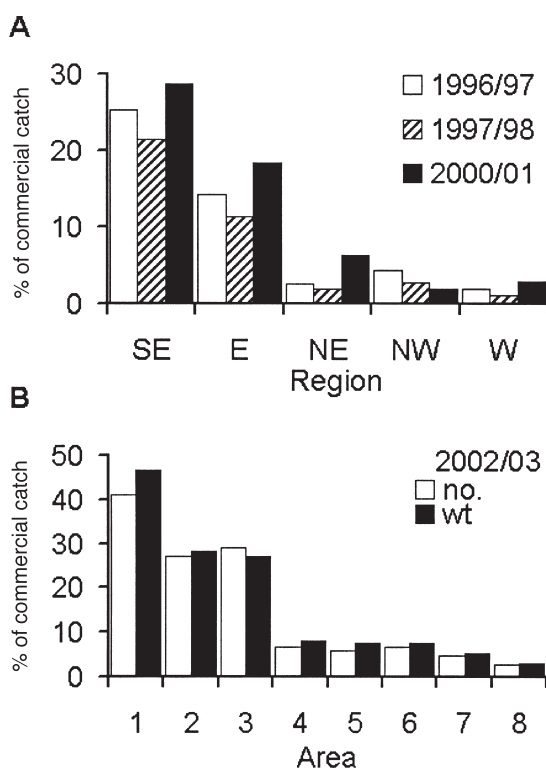 A
% of commercial catch
30
20
10
0
1996/97
1997/98
2000/01
SE E NE NW W
Region
B
% of commercial catch
50
40
30
20
10
0
2002/03
no.
wt
1 2 3 4 5 6 7 8
Area